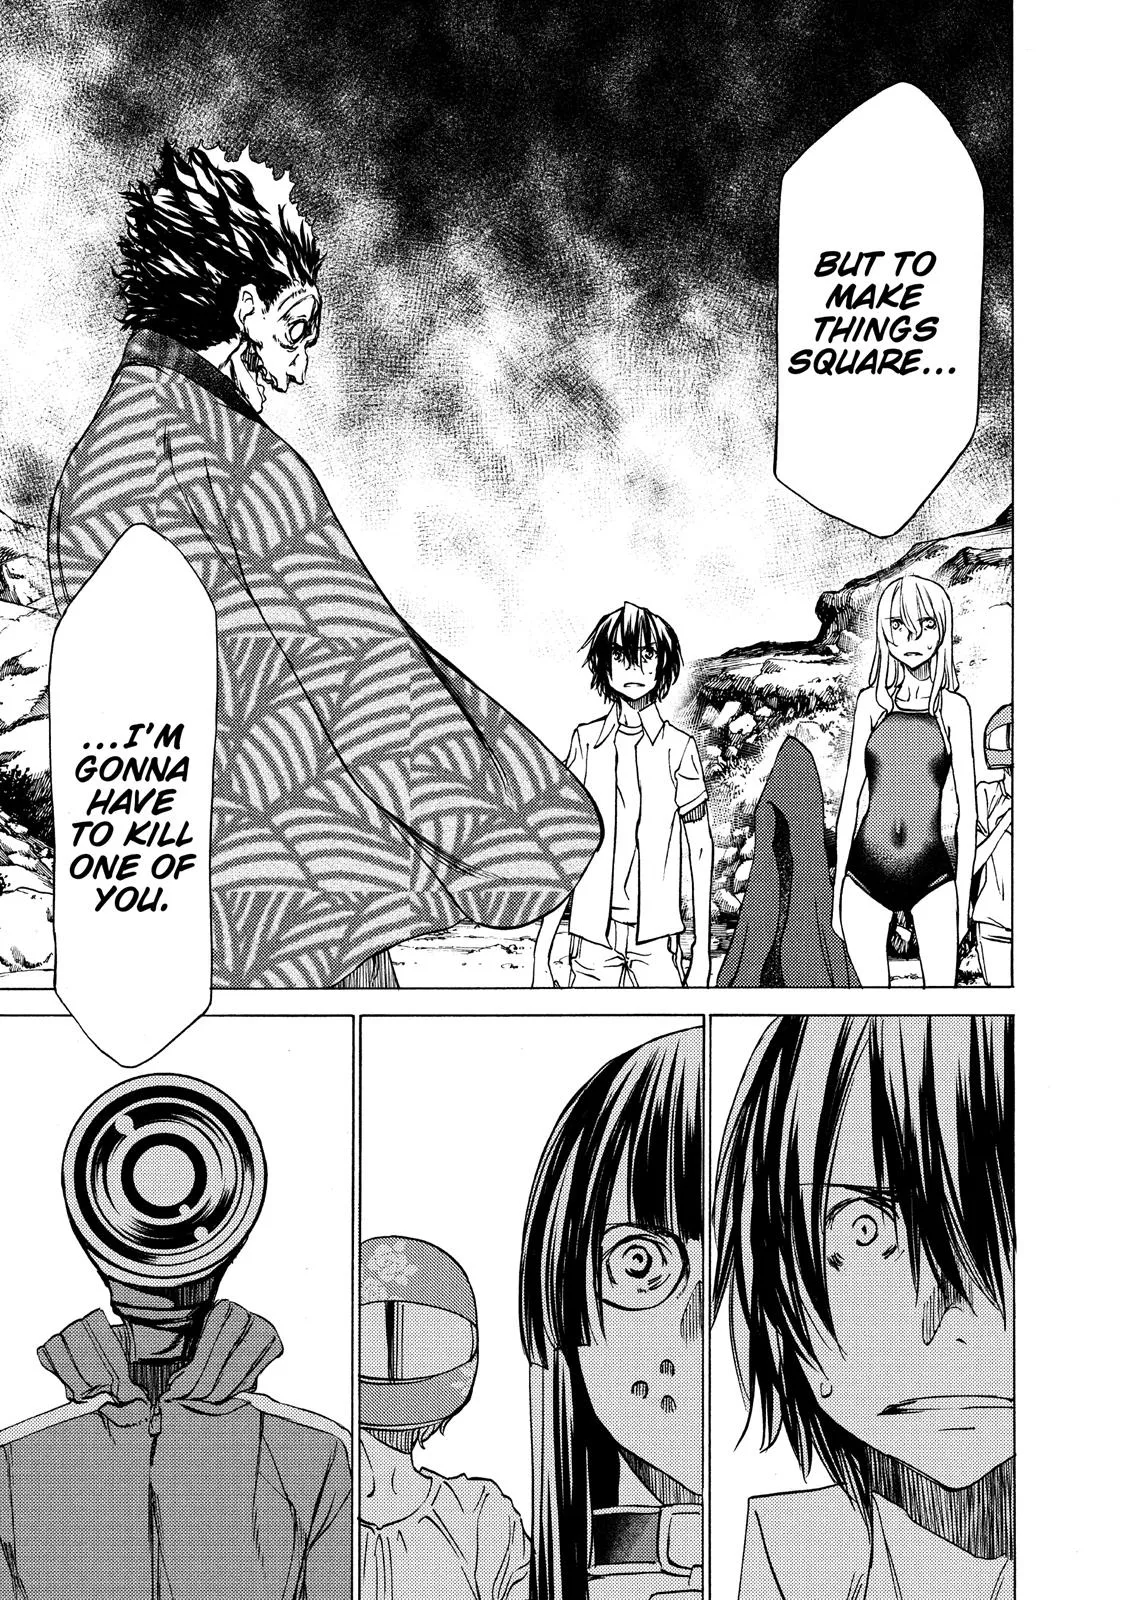 BUT TO
MAKE
THINGS
SQUARE...
...I'M
GONNA
HAVE
TO KILL
ONE OF
YOU.